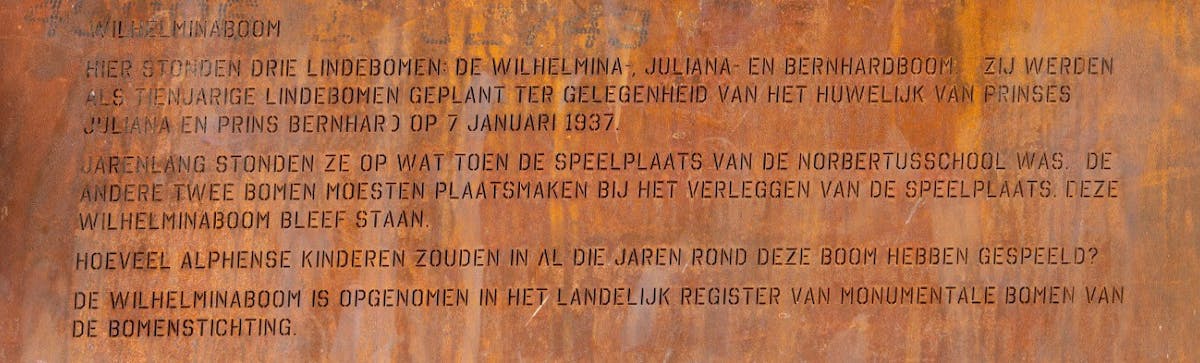 WILHELMINABOOM
HIER STONDEN DRIE LINDEBOMEN: DE WILHELMINA-, JULIANA- EN BERNHARDBOOM. ZIJ WERDEN
ALS TIENJARIGE LINDEBOMEN GEPLANT TER GELEGENHEID VAN HET HUWELIJK VAN PRINSES
JULIANA EN PRINS BERNHARD OP 7 JANUARI 1937.
JARENLANG STONDEN ZE OP WAT TOEN DE SPEELPLAATS VAN DE NORBERTUSSCHOOL WAS. DE
ANDERE TWEE BOMEN MOESTEN PLAATSMAKEN BIJ HET VERLEGGEN VAN DE SPEELPLAATS. DEZE
WILHELMINABOOM BLEEF STAAN.
HOEVEEL ALPHENSE KINDEREN ZOUDEN IN AL DIE JAREN ROND DEZE BOOM HEBBEN GESPEELD?
DE WILHELMINABOOM IS OPGENOMEN IN HET LANDELIJK REGISTER VAN MONUMENTALE BOMEN VAN
DE BOMENSTICHTING.